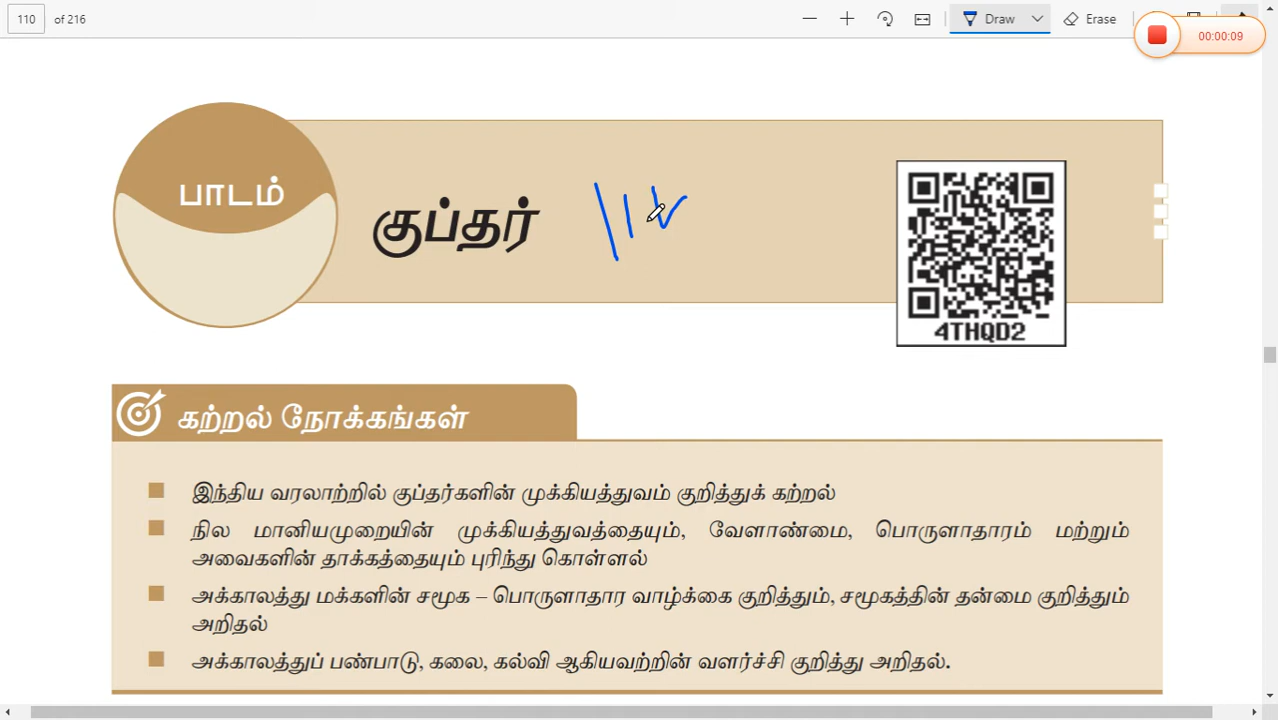 110 of 216
Draw
Erase
00:00:09
பாடம்
குப்தர்
4THQD2
கற்றல் நோக்கங்கள்
இந்திய வரலாற்றில் குப்தர்களின் முக்கியத்துவம் குறித்துக் கற்றல்
நில மானியமுறையின் முக்கியத்துவத்தையும், வேளாண்மை, பொருளாதாரம் மற்றும்
அவைகளின் தாக்கத்தையும் புரிந்து கொள்ளல்
அக்காலத்து மக்களின் சமூக – பொருளாதார வாழ்க்கை குறித்தும், சமூகத்தின் தன்மை குறித்தும்
அறிதல்
அக்காலத்துப் பண்பாடு, கலை, கல்வி ஆகியவற்றின் வளர்ச்சி குறித்து அறிதல்.